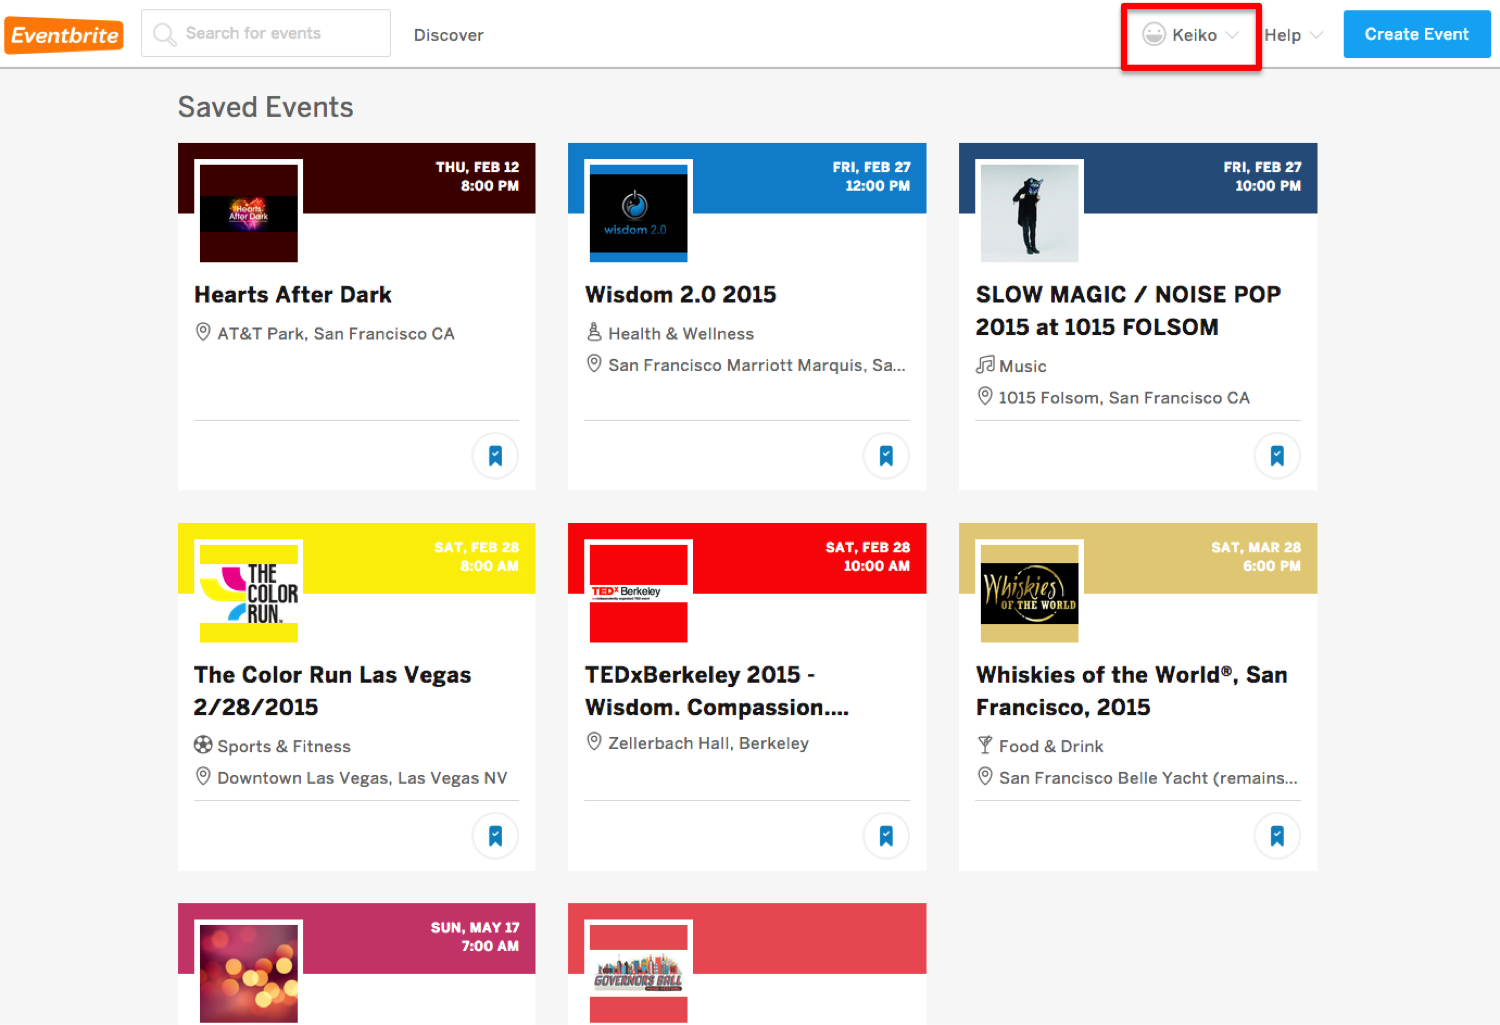 Eventbrite
Search for events
Discover
Keiko
Help
Create Event
Saved Events
THU, FEB 12
8:00 PM
Hearts
After Dark
Hearts After Dark
AT&T Park, San Francisco CA
FRI, FEB 27
12:00 PM
wisdom 2.0
Wisdom 2.0 2015
Health & Wellness
San Francisco Marriott Marquis, Sa...
FRI, FEB 27
10:00 PM
SLOW MAGIC / NOISE POP
2015 at 1015 FOLSOM
Music
1015 Folsom, San Francisco CA
SAT, FEB 28
8:00 AM
THE
COLOR
RUN
The Color Run Las Vegas
2/28/2015
Sports & Fitness
Downtown Las Vegas, Las Vegas NV
SAT, FEB 28
10:00 AM
TEDx Berkeley
x=independently organized TED event
TEDxBerkeley 2015 -
Wisdom. Compassion....
Zellerbach Hall, Berkeley
SAT, MAR 28
6:00 PM
Whiskies
OF THE WORLD
Whiskies of the World®, San
Francisco, 2015
Food & Drink
San Francisco Belle Yacht (remains...
SUN, MAY 17
7:00 AM
GOVERNORS BALL